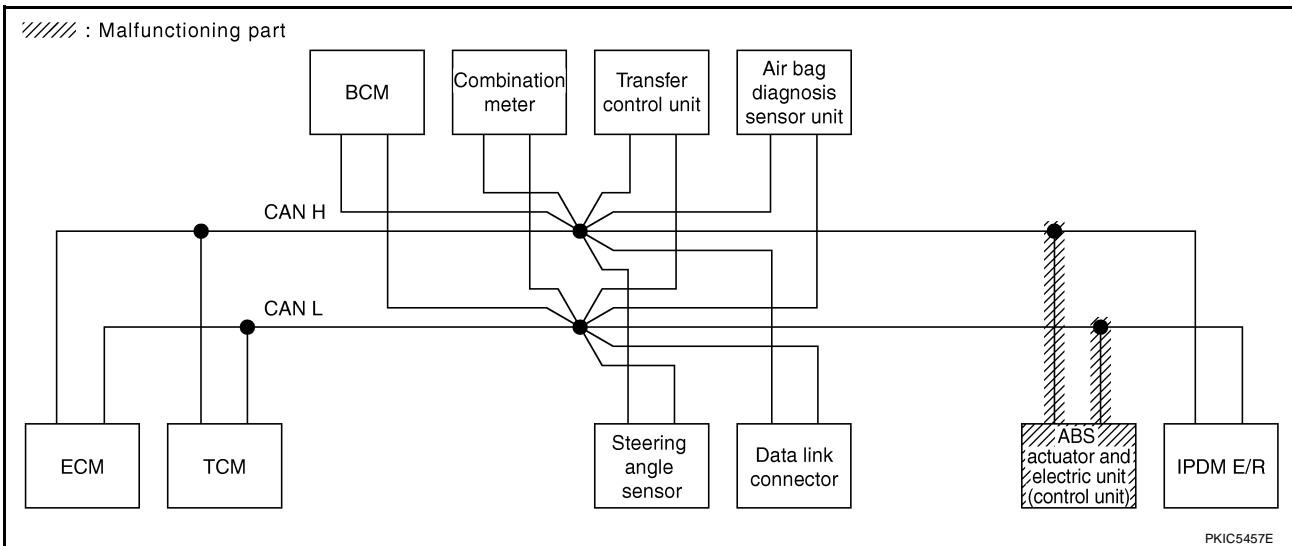 : Malfunctioning part
BCM
Combination
meter
Transfer
control unit
Air bag
diagnosis
sensor unit
CAN H
CAN L
ECM
TCM
Steering
angle
sensor
Data link
connector
ABS
actuator and
electric unit
(control unit)
IPDM E/R
PKIC5457E